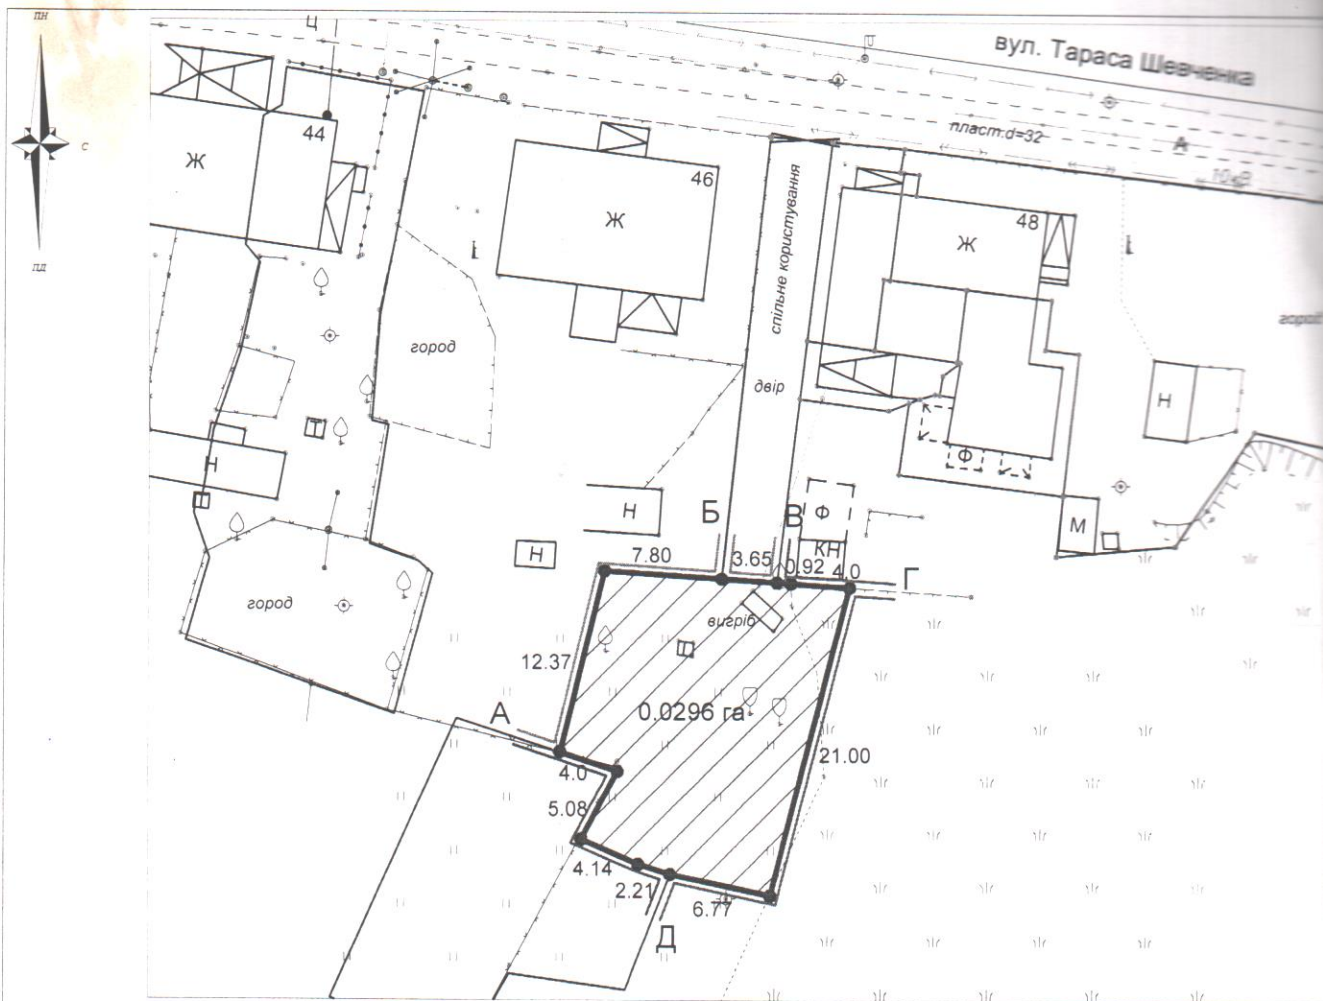 пн
с
пд
вул. Тараса Шевченка
Ц
П
пласт.d=32
А
44
Ж
46
Ж
48
Ж
спільне користування
двір
город
город
Т
Н
Н
Н
Н
Ф
Ф
КН
М
Б
В
Г
7.80
3.65
0.92
4.0
город
вигріб
12.37
А
0.0296 га
21.00
4.0
5.08
4.14
2.21
6.77
Д